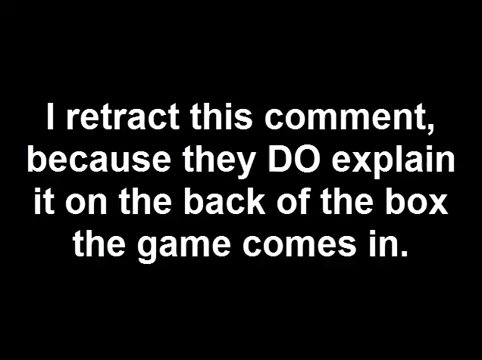 I retract this comment,
because they DO explain
it on the back of the box
the game comes in.